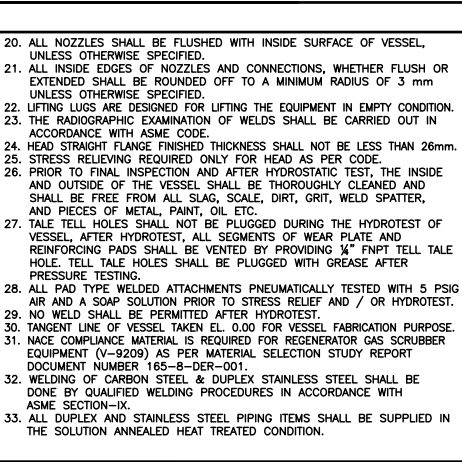 20. ALL NOZZLES SHALL BE FLUSHED WITH INSIDE SURFACE OF VESSEL,
UNLESS OTHERWISE SPECIFIED.
21. ALL INSIDE EDGES OF NOZZLES AND CONNECTIONS, WHETHER FLUSH OR
EXTENDED SHALL BE ROUNDED OFF TO A MINIMUM RADIUS OF 3 mm
UNLESS OTHERWISE SPECIFIED.
22. LIFTING LUGS ARE DESIGNED FOR LIFTING THE EQUIPMENT IN EMPTY CONDITION.
23. THE RADIOGRAPHIC EXAMINATION OF WELDS SHALL BE CARRIED OUT IN
ACCORDANCE WITH ASME CODE.
24. HEAD STRAIGHT FLANGE FINISHED THICKNESS SHALL NOT BE LESS THAN 26mm.
25. STRESS RELIEVING REQUIRED ONLY FOR HEAD AS PER CODE.
26. PRIOR TO FINAL INSPECTION AND AFTER HYDROSTATIC TEST, THE INSIDE
AND OUTSIDE OF THE VESSEL SHALL BE THOROUGHLY CLEANED AND
SHALL BE FREE FROM ALL SLAG, SCALE, DIRT, GRIT, WELD SPATTER,
AND PIECES OF METAL, PAINT, OIL ETC.
27. TALE TELL HOLES SHALL NOT BE PLUGGED DURING THE HYDROTEST OF
VESSEL, AFTER HYDROTEST, ALL SEGMENTS OF WEAR PLATE AND
REINFORCING PADS SHALL BE VENTED BY PROVIDING ¼" FNPT TELL TALE
HOLE. TELL TALE HOLES SHALL BE PLUGGED WITH GREASE AFTER
PRESSURE TESTING.
28. ALL PAD TYPE WELDED ATTACHMENTS PNEUMATICALLY TESTED WITH 5 PSIG
AIR AND A SOAP SOLUTION PRIOR TO STRESS RELIEF AND / OR HYDROTEST.
29. NO WELD SHALL BE PERMITTED AFTER HYDROTEST.
30. TANGENT LINE OF VESSEL TAKEN EL. 0.00 FOR VESSEL FABRICATION PURPOSE.
31. NACE COMPLIANCE MATERIAL IS REQUIRED FOR REGENERATOR GAS SCRUBBER
EQUIPMENT (V-9209) AS PER MATERIAL SELECTION STUDY REPORT
DOCUMENT NUMBER 165-8-DER-001.
32. WELDING OF CARBON STEEL & DUPLEX STAINLESS STEEL SHALL BE
DONE BY QUALIFIED WELDING PROCEDURES IN ACCORDANCE WITH
ASME SECTION-IX.
33. ALL DUPLEX AND STAINLESS STEEL PIPING ITEMS SHALL BE SUPPLIED IN
THE SOLUTION ANNEALED HEAT TREATED CONDITION.